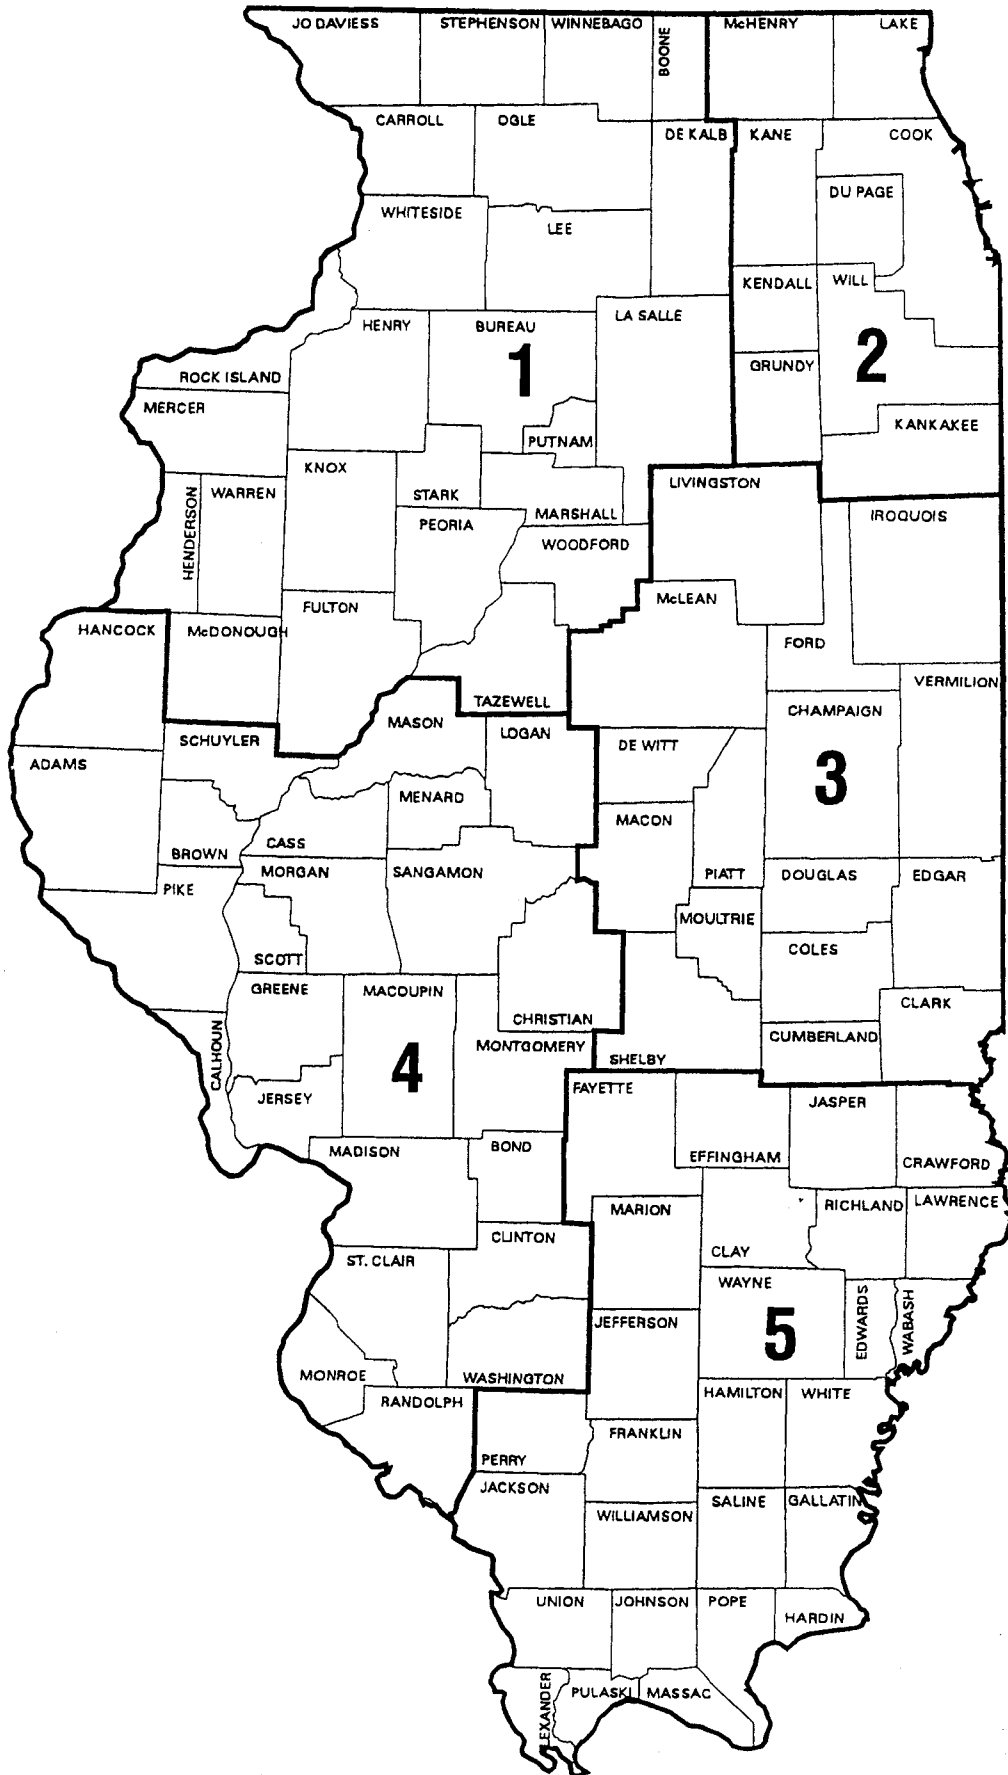 JO DAVIESS
STEPHENSON
WINNEBAGO
BOONE
McHENRY
LAKE
CARROLL
OGLE
DE KALB
KANE
COOK
DU PAGE
WHITESIDE
LEE
KENDALL
WILL
HENRY
BUREAU
LA SALLE
1
2
GRUNDY
ROCK ISLAND
MERCER
KANKAKEE
PUTNAM
KNOX
LIVINGSTON
HENDERSON
WARREN
STARK
MARSHALL
IROQUOIS
PEORIA
WOODFORD
McLEAN
FULTON
HANCOCK
McDONOUGH
FORD
VERMILION
TAZEWELL
CHAMPAIGN
MASON
LOGAN
SCHUYLER
DE WITT
ADAMS
3
MENARD
MACON
CASS
BROWN
MORGAN
SANGAMON
PIATT
DOUGLAS
EDGAR
PIKE
MOULTRIE
SCOTT
COLES
GREENE
MACOUPIN
CLARK
CHRISTIAN
CUMBERLAND
MONTGOMERY
SHELBY
CALHOUN
4
FAYETTE
JERSEY
JASPER
MADISON
BOND
EFFINGHAM
CRAWFORD
MARION
RICHLAND
LAWRENCE
CLINTON
CLAY
ST. CLAIR
WAYNE
EDWARDS
WABASH
JEFFERSON
5
MONROE
WASHINGTON
RANDOLPH
HAMILTON
WHITE
FRANKLIN
PERRY
JACKSON
SALINE
GALLATIN
WILLIAMSON
UNION
JOHNSON
POPE
HARDIN
LEXANDER
PULASKI
MASSAC